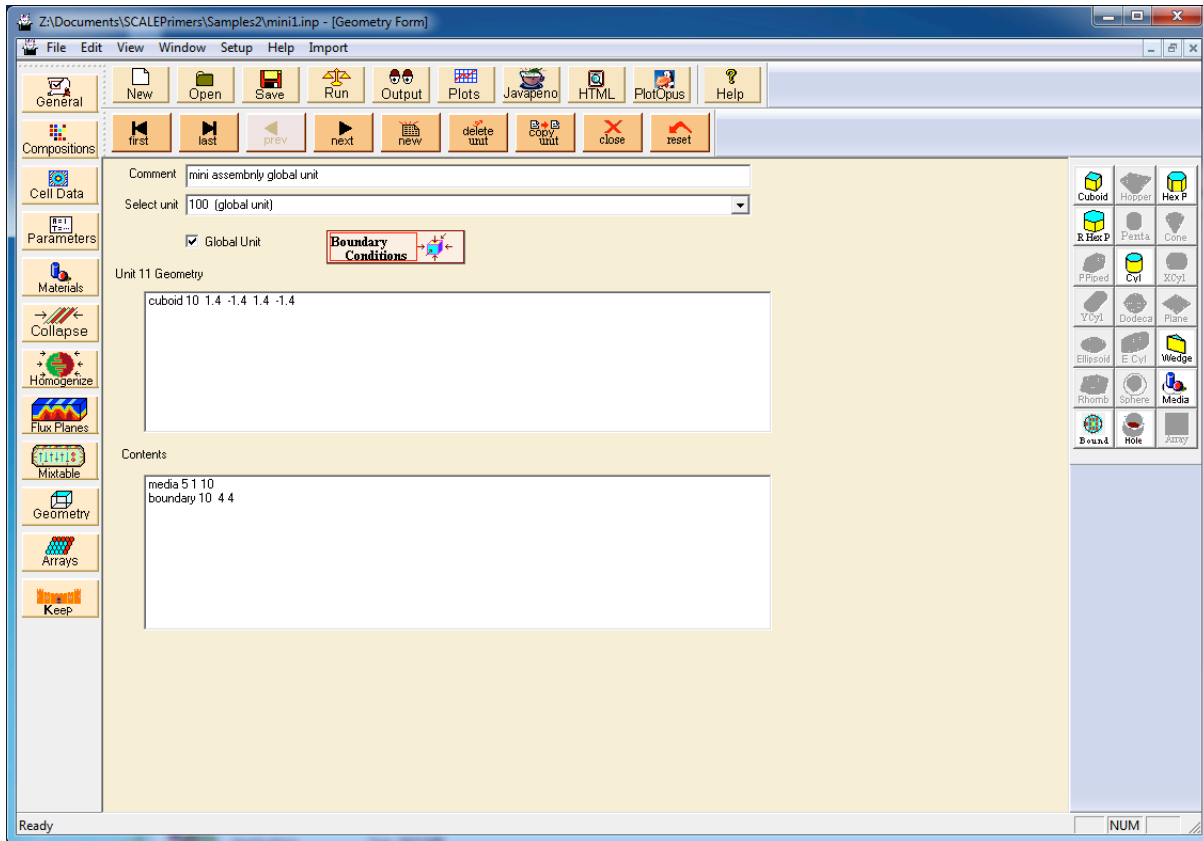 Z:\Documents\SCALEPrimers\Samples2\mini1.inp - [Geometry Form]
File Edit View Window Setup Help Import
General
New Open Save Run Output Plots Javapeno HTML PlotOpus Help
first last prev next new delete unit copy unit close reset
Compositions
Cell Data
Parameters
Materials
Collapse
Homogenize
Flux Planes
Mixtable
Geometry
Arrays
Keep
Comment mini assembnly global unit
Select unit 100 (global unit)
Global Unit
Boundary
Conditions
Unit 11 Geometry
cuboid 10 1.4 -1.4 1.4 -1.4
Contents
media 5 1 10
boundary 10 4 4
Cuboid Hopper Hex P
R Hex P Penta Cone
PPiped Cyl XCyl
YCyl Dodeca Plane
Ellipsoid E Cyl Wedge
Rhomb Sphere Media
Bound Hole Array
Ready
NUM